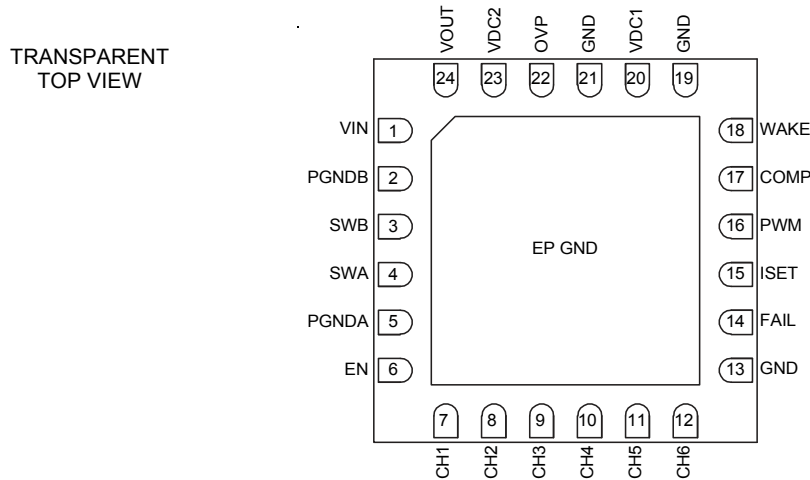 TRANSPARENT
TOP VIEW
VOUT
VDC2
OVP
GND
VDC1
GND
24
23
22
21
20
19
VIN 1
PGNDB 2
SWB 3
SWA 4
PGNDA 5
EN 6
EP GND
18 WAKE
17 COMP
16 PWM
15 ISET
14 FAIL
13 GND
7
8
9
10
11
12
CH1
CH2
CH3
CH4
CH5
CH6